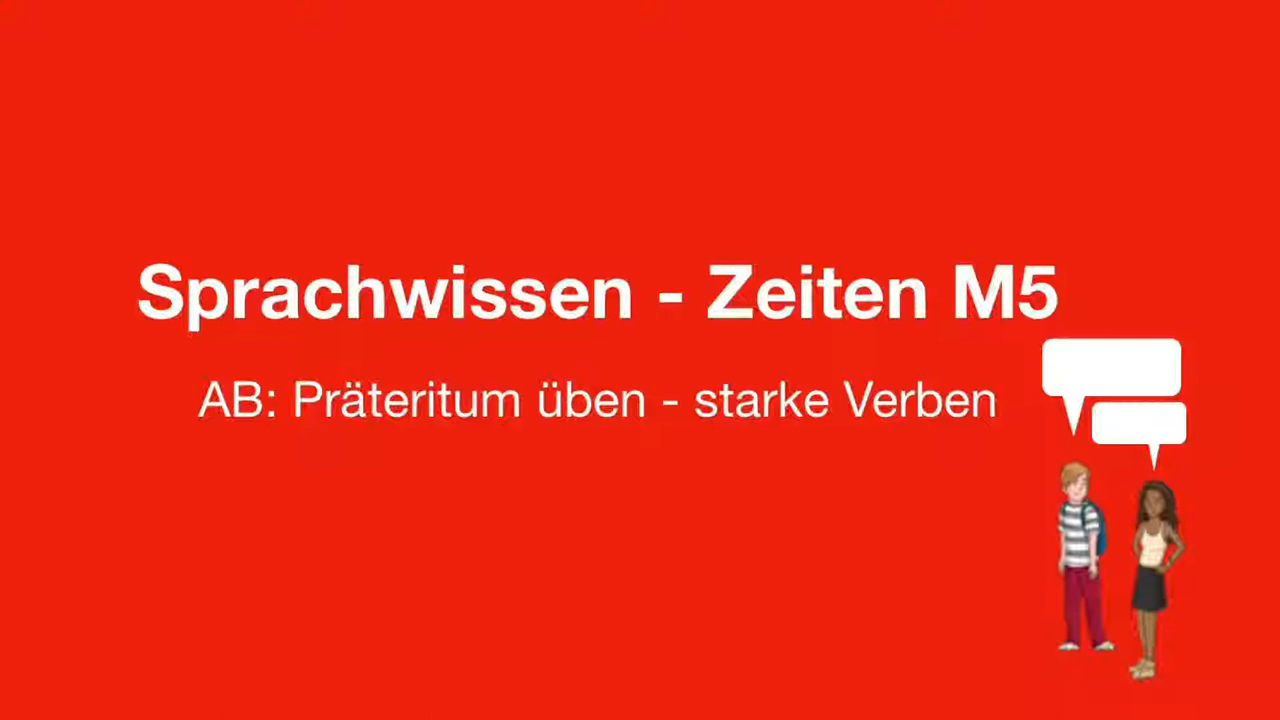 Sprachwissen - Zeiten M5
AB: Präteritum üben - starke Verben